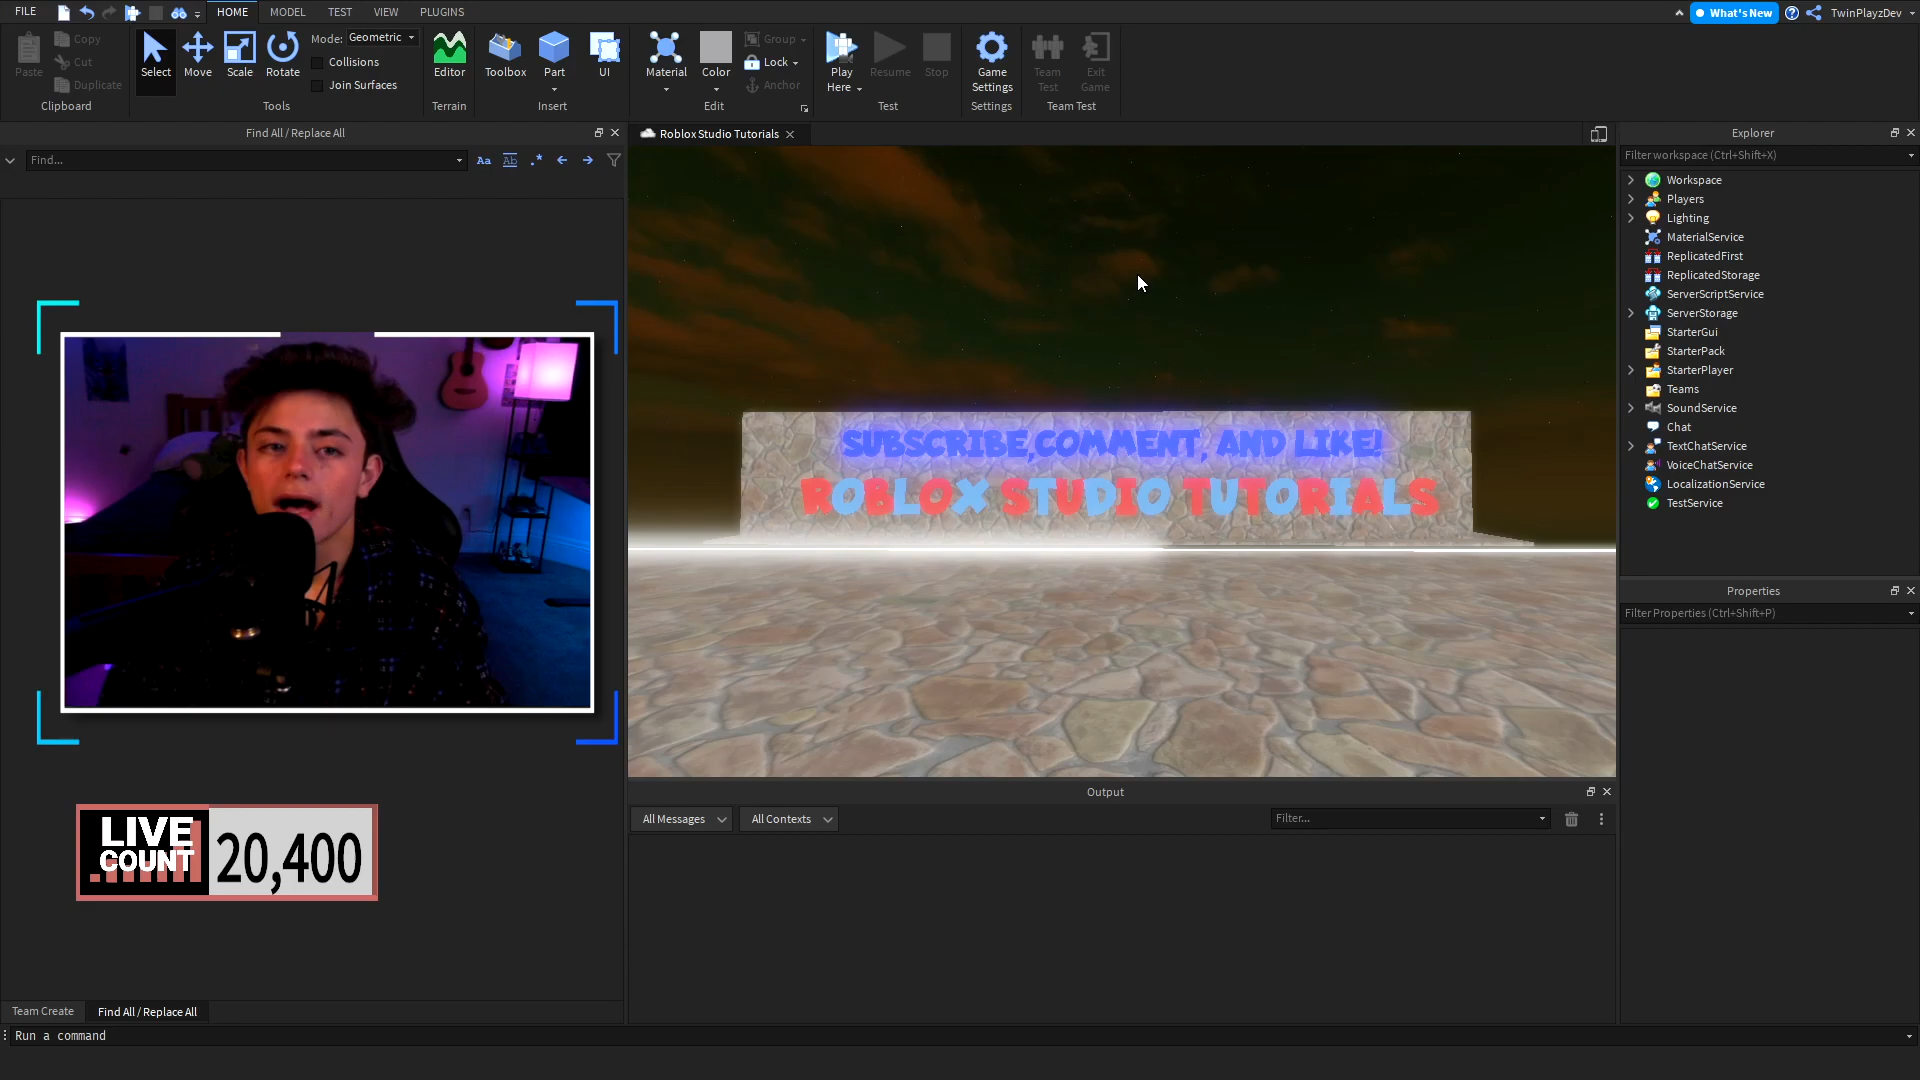 FILE
HOME
MODEL
TEST
VIEW
PLUGINS
What's New
TwinPlayzDev
Paste
Copy
Cut
Duplicate
Clipboard
Select
Move
Scale
Rotate
Mode: Geometric
Collisions
Join Surfaces
Tools
Editor
Terrain
Toolbox
Part
UI
Insert
Material
Color
Group
Lock
Anchor
Edit
Play
Here
Resume
Stop
Test
Game
Settings
Settings
Team
Test
Exit
Game
Team Test
Find All / Replace All
Find...
Aa
Ab
.*
Roblox Studio Tutorials
SUBSCRIBE,COMMENT, AND LIKE!
ROBLOX STUDIO TUTORIALS
LIVE
COUNT
20,400
Output
All Messages
All Contexts
Filter...
Explorer
Filter workspace (Ctrl+Shift+X)
Workspace
Players
Lighting
MaterialService
ReplicatedFirst
ReplicatedStorage
ServerScriptService
ServerStorage
StarterGui
StarterPack
StarterPlayer
Teams
SoundService
Chat
TextChatService
VoiceChatService
LocalizationService
TestService
Properties
Filter Properties (Ctrl+Shift+P)
Team Create
Find All / Replace All
Run a command